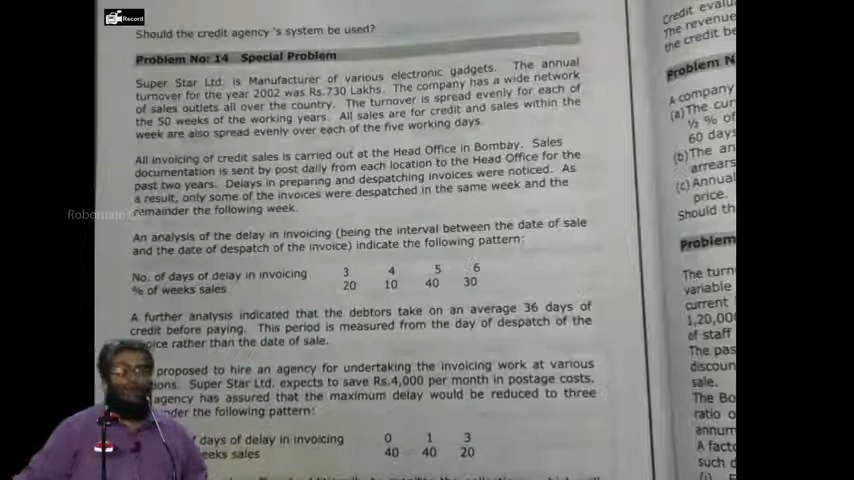 Record
Should the credit agency 's system be used?
Problem No: 14 Special Problem
Super Star Ltd. is Manufacturer of various electronic gadgets. The annual
turnover for the year 2002 was Rs.730 Lakhs. The company has a wide network
of sales outlets all over the country. The turnover is spread evenly for each of
the 50 weeks of the working years. All sales are for credit and sales within the
week are also spread evenly over each of the five working days.
All invoicing of credit sales is carried out at the Head Office in Bombay. Sales
documentation is sent by post daily from each location to the Head Office for the
past two years. Delays in preparing and despatching invoices were noticed. As
a result, only some of the invoices were despatched in the same week and the
remainder the following week.
An analysis of the delay in invoicing (being the interval between the date of sale
and the date of despatch of the invoice) indicate the following pattern:
No. of days of delay in invoicing 3 4 5 6
% of weeks sales 20 10 40 30
A further analysis indicated that the debtors take on an average 36 days of
credit before paying. This period is measured from the day of despatch of the
voice rather than the date of sale.
proposed to hire an agency for undertaking the invoicing work at various
tions. Super Star Ltd. expects to save Rs.4,000 per month in postage costs.
agency has assured that the maximum delay would be reduced to three
nder the following pattern:
days of delay in invoicing 0 1 3
eeks sales 40 40 20
Credit evalu
The revenue
the credit be
Problem N
A company
(a) The cur
½ % of
60 days
(b) The an
arrears
(c) Annual
price.
Should th
Problem
The turn
variable
current
1,20,000
of staff
The pas
discoun
sale.
The Bo
ratio o
annum
A facto
such d
(i)